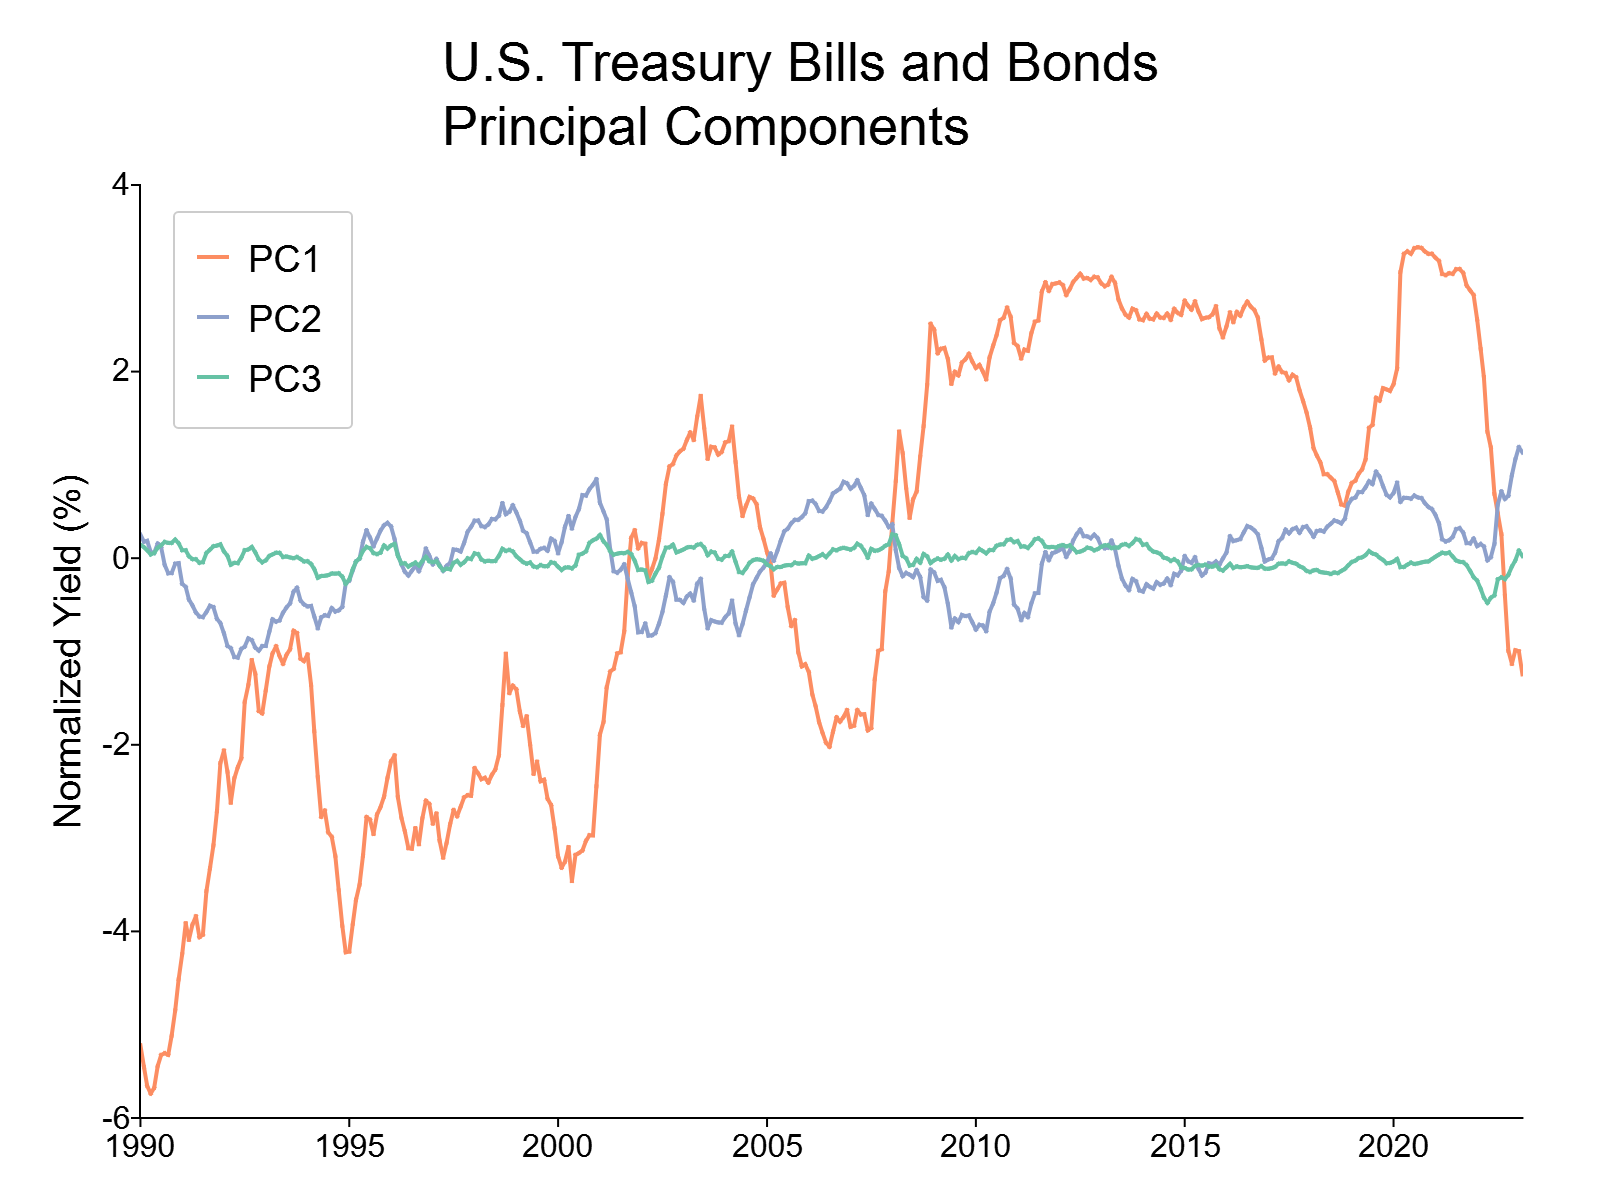 U.S. Treasury Bills and Bonds
Principal Components
4
PC1
PC2
PC3
2
0
-2
-4
-6
Normalized Yield (%)
1990 1995 2000 2005 2010 2015 2020